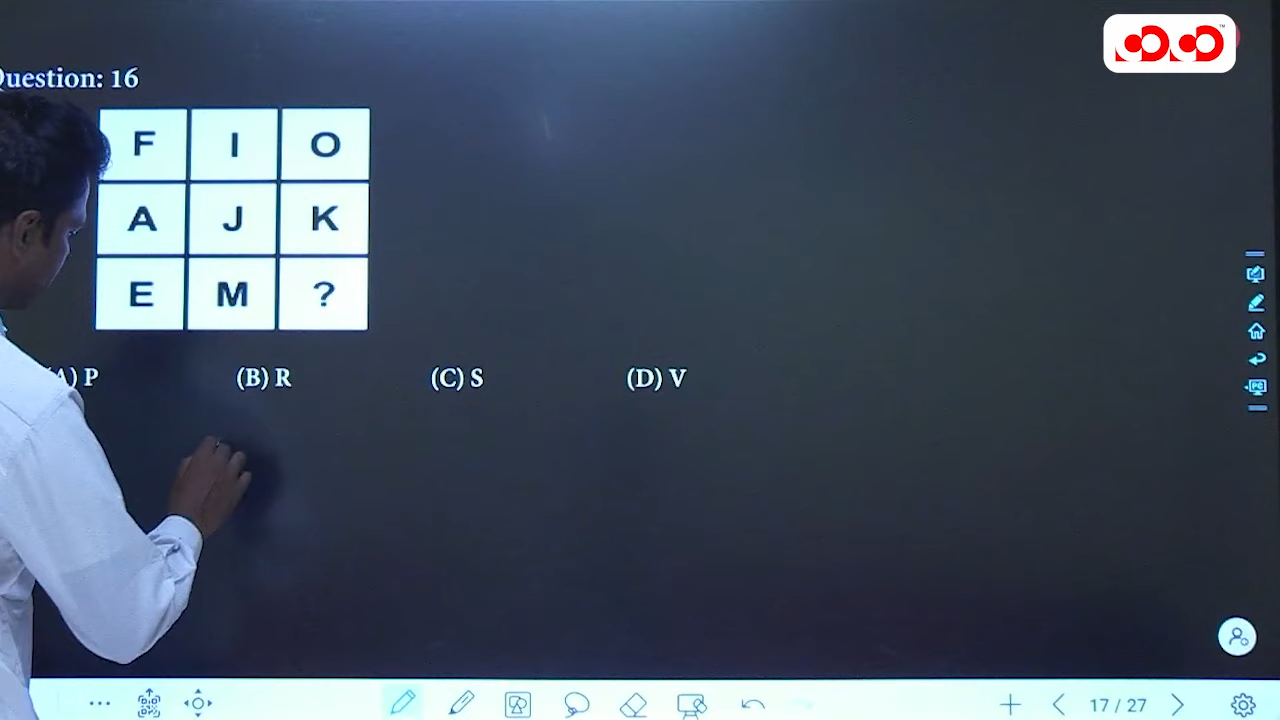 Question: 16
F I O
A J K
E M ?
(A) P (B) R (C) S (D) V
17 / 27